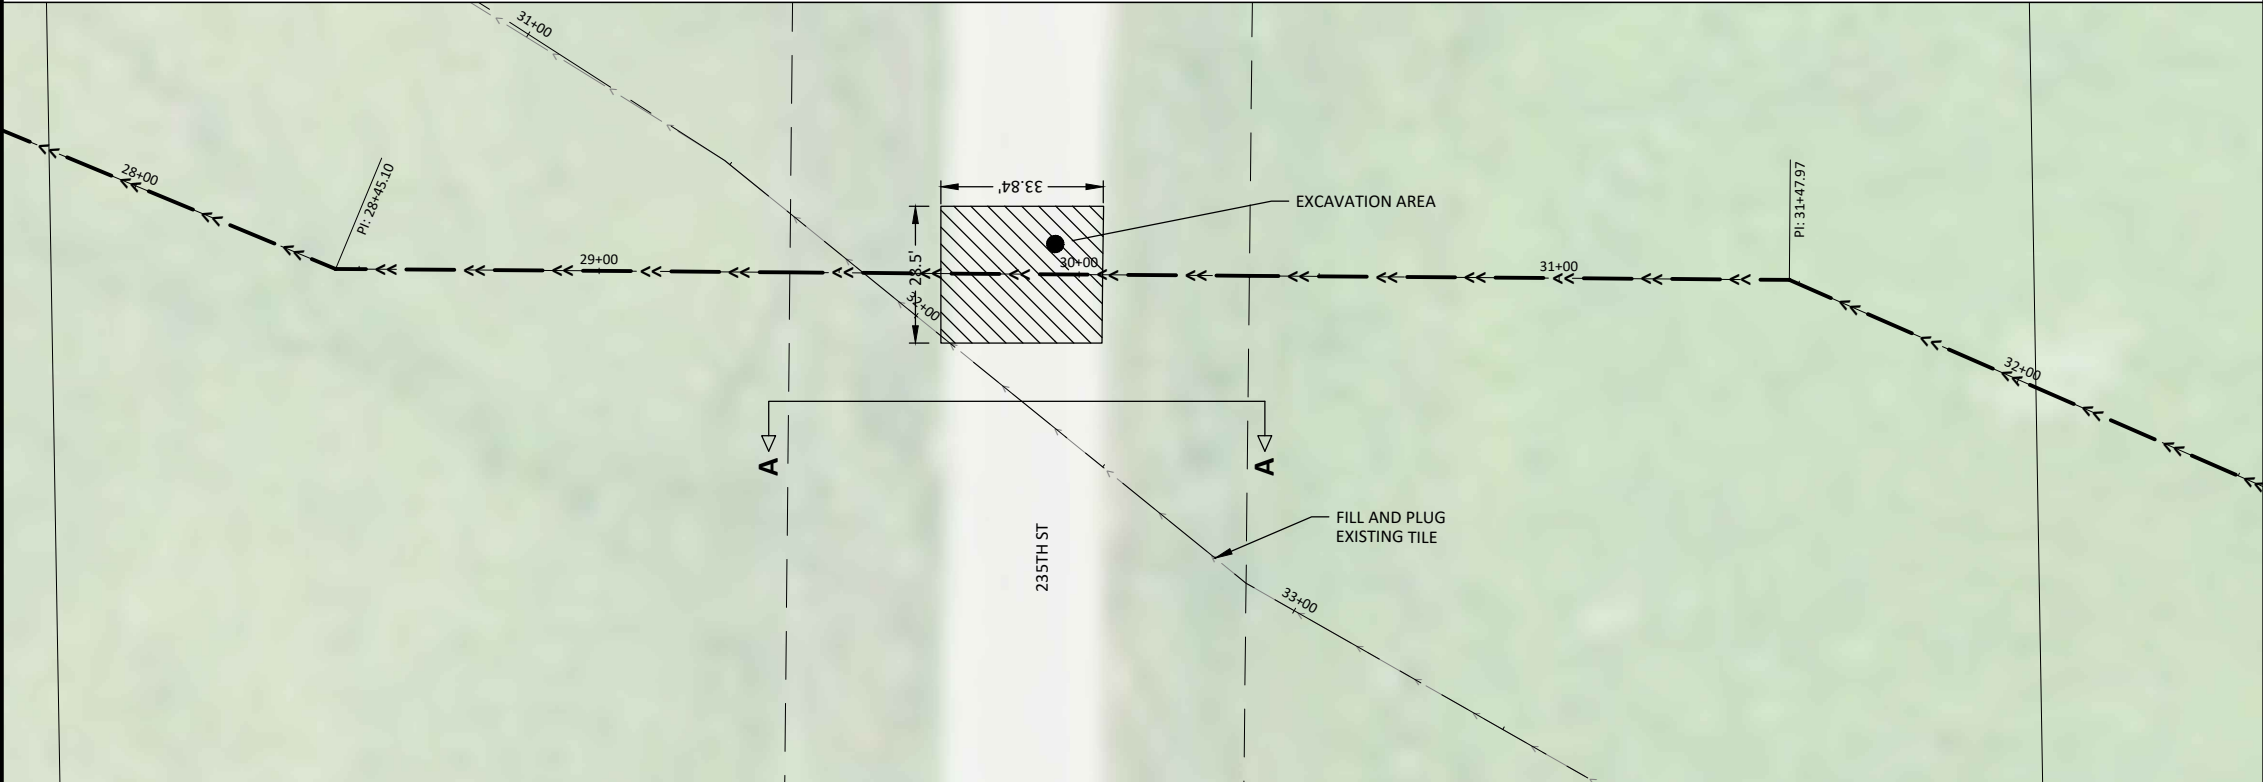 31+00
28+00
PI: 28+45.10
33.84'
EXCAVATION AREA
PI: 31+47.97
29+00
28.5'
30+00
31+00
32+00
32+00
A
A
FILL AND PLUG
EXISTING TILE
235TH ST
33+00